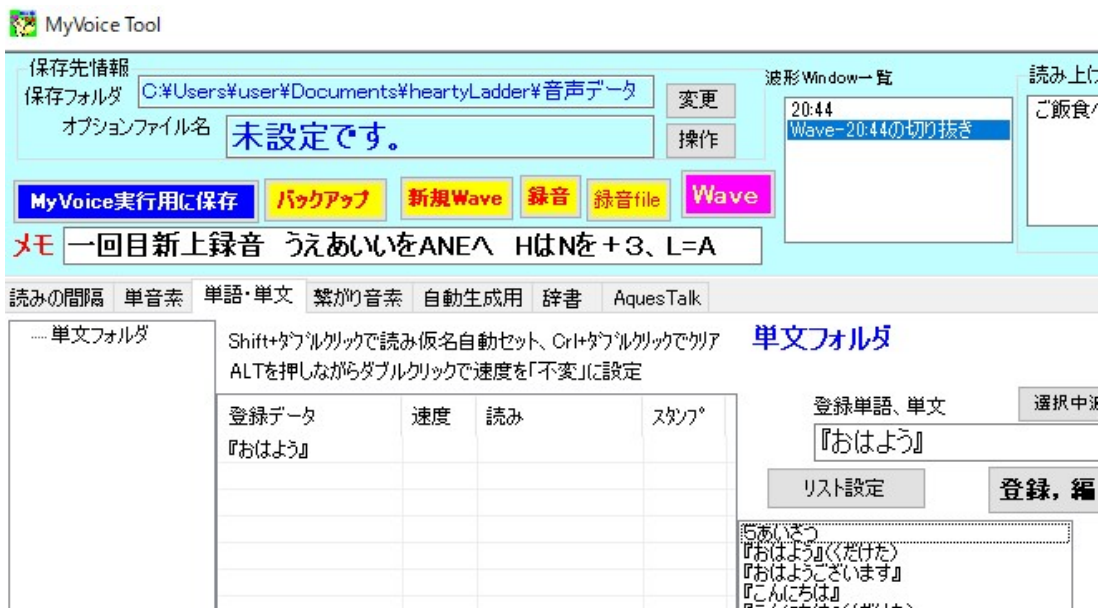 MyVoice Tool
保存先情報
保存フォルダ C:¥Users¥user¥Documents¥heartyLadder¥音声データ 変更
オプションファイル名 未設定です。 操作
波形Window一覧
20:44
Wave-20:44の切り抜き
読み上げ
ご飯食べ
MyVoice実行用に保存 バックアップ 新規Wave 録音 録音file Wave
メモ 一回目新上録音 うえあいいをANEへ HはNを+3、L=A
読みの間隔 単音素 単語・単文 繋がり音素 自動生成用 辞書 AquesTalk
単文フォルダ
Shift+ダブルクリックで読み仮名自動セット、Crl+ダブルクリックでクリア
ALTを押しながらダブルクリックで速度を「不変」に設定
登録データ 速度 読み スタンプ
『おはよう』
単文フォルダ
登録単語、単文 選択中
『おはよう』
リスト設定 登録,編
5あいさつ
『おはよう』(くだけた)
『おはようございます』
『こんにちは』